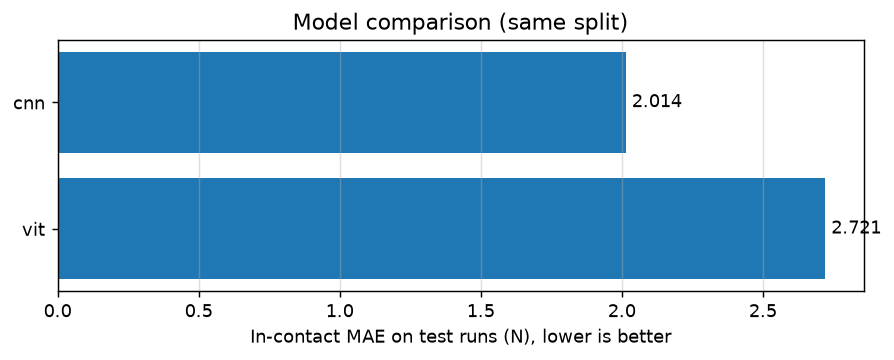 Model comparison (same split)
cnn
2.014
vit
2.721
0.0 0.5 1.0 1.5 2.0 2.5
In-contact MAE on test runs (N), lower is better